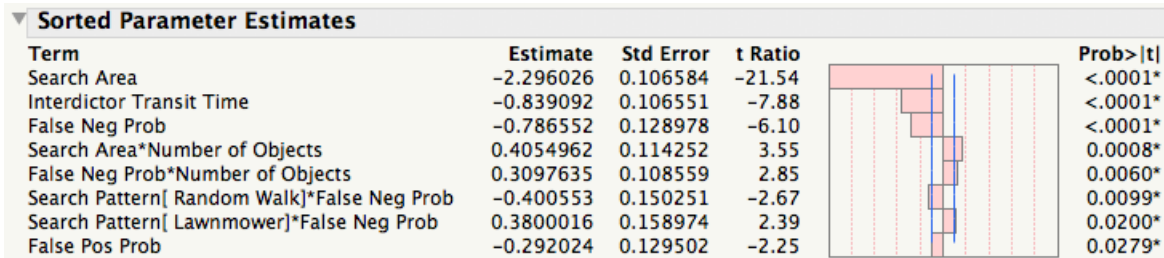 Sorted Parameter Estimates
Term Estimate Std Error t Ratio Prob>|t|
Search Area -2.296026 0.106584 -21.54 <.0001*
Interdictor Transit Time -0.839092 0.106551 -7.88 <.0001*
False Neg Prob -0.786552 0.128978 -6.10 <.0001*
Search Area*Number of Objects 0.4054962 0.114252 3.55 0.0008*
False Neg Prob*Number of Objects 0.3097635 0.108559 2.85 0.0060*
Search Pattern[ Random Walk]*False Neg Prob -0.400553 0.150251 -2.67 0.0099*
Search Pattern[ Lawnmower]*False Neg Prob 0.3800016 0.158974 2.39 0.0200*
False Pos Prob -0.292024 0.129502 -2.25 0.0279*